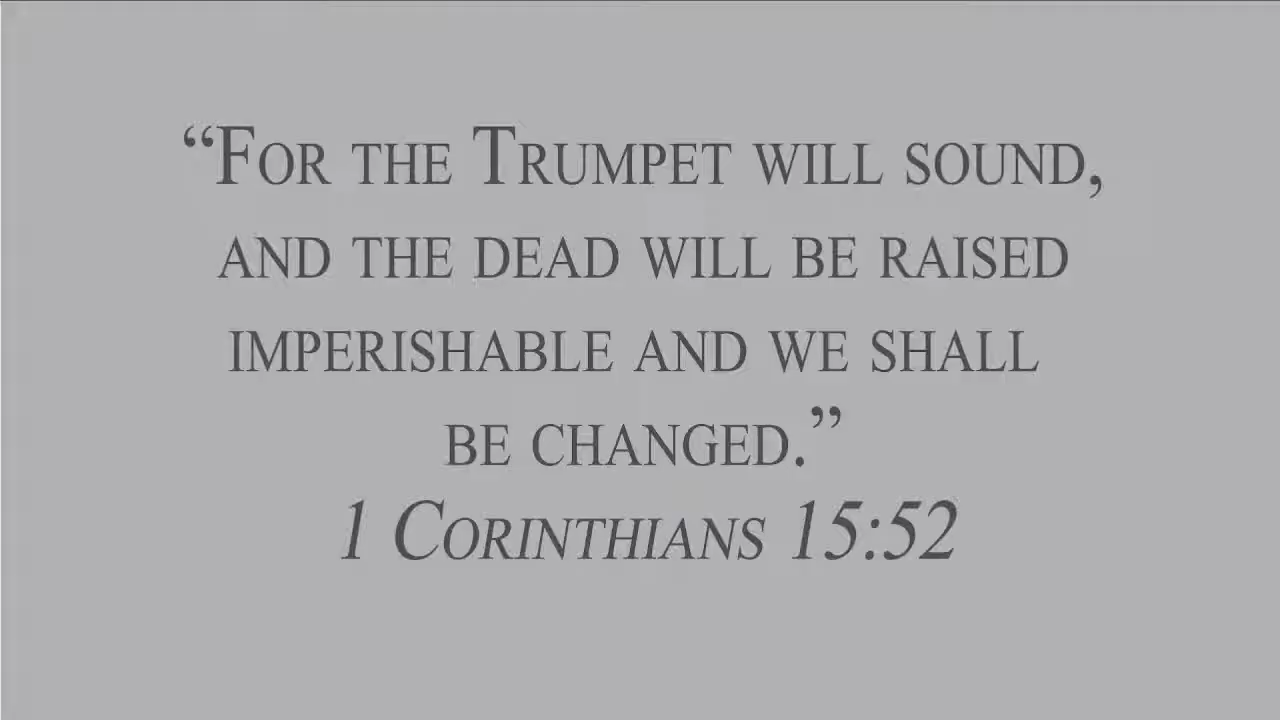 “For the Trumpet will sound,
and the dead will be raised
imperishable and we shall
be changed.”
1 Corinthians 15:52